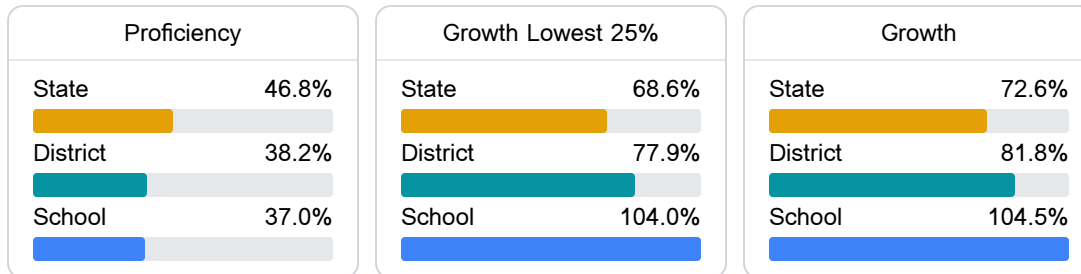 Proficiency
State 46.8%
District 38.2%
School 37.0%
Growth Lowest 25%
State 68.6%
District 77.9%
School 104.0%
Growth
State 72.6%
District 81.8%
School 104.5%